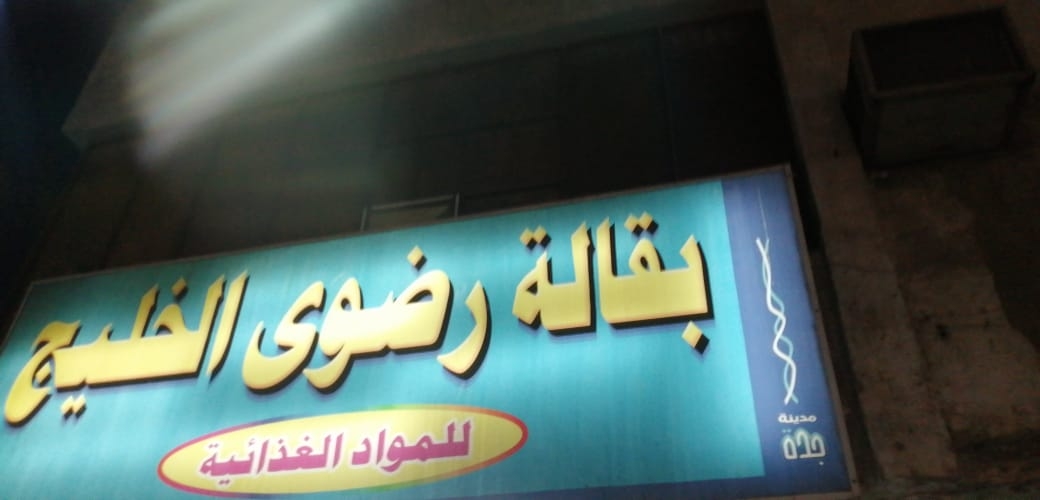 بقالة رضوى الخليج
للمواد الغذائية
مدينة
جدة